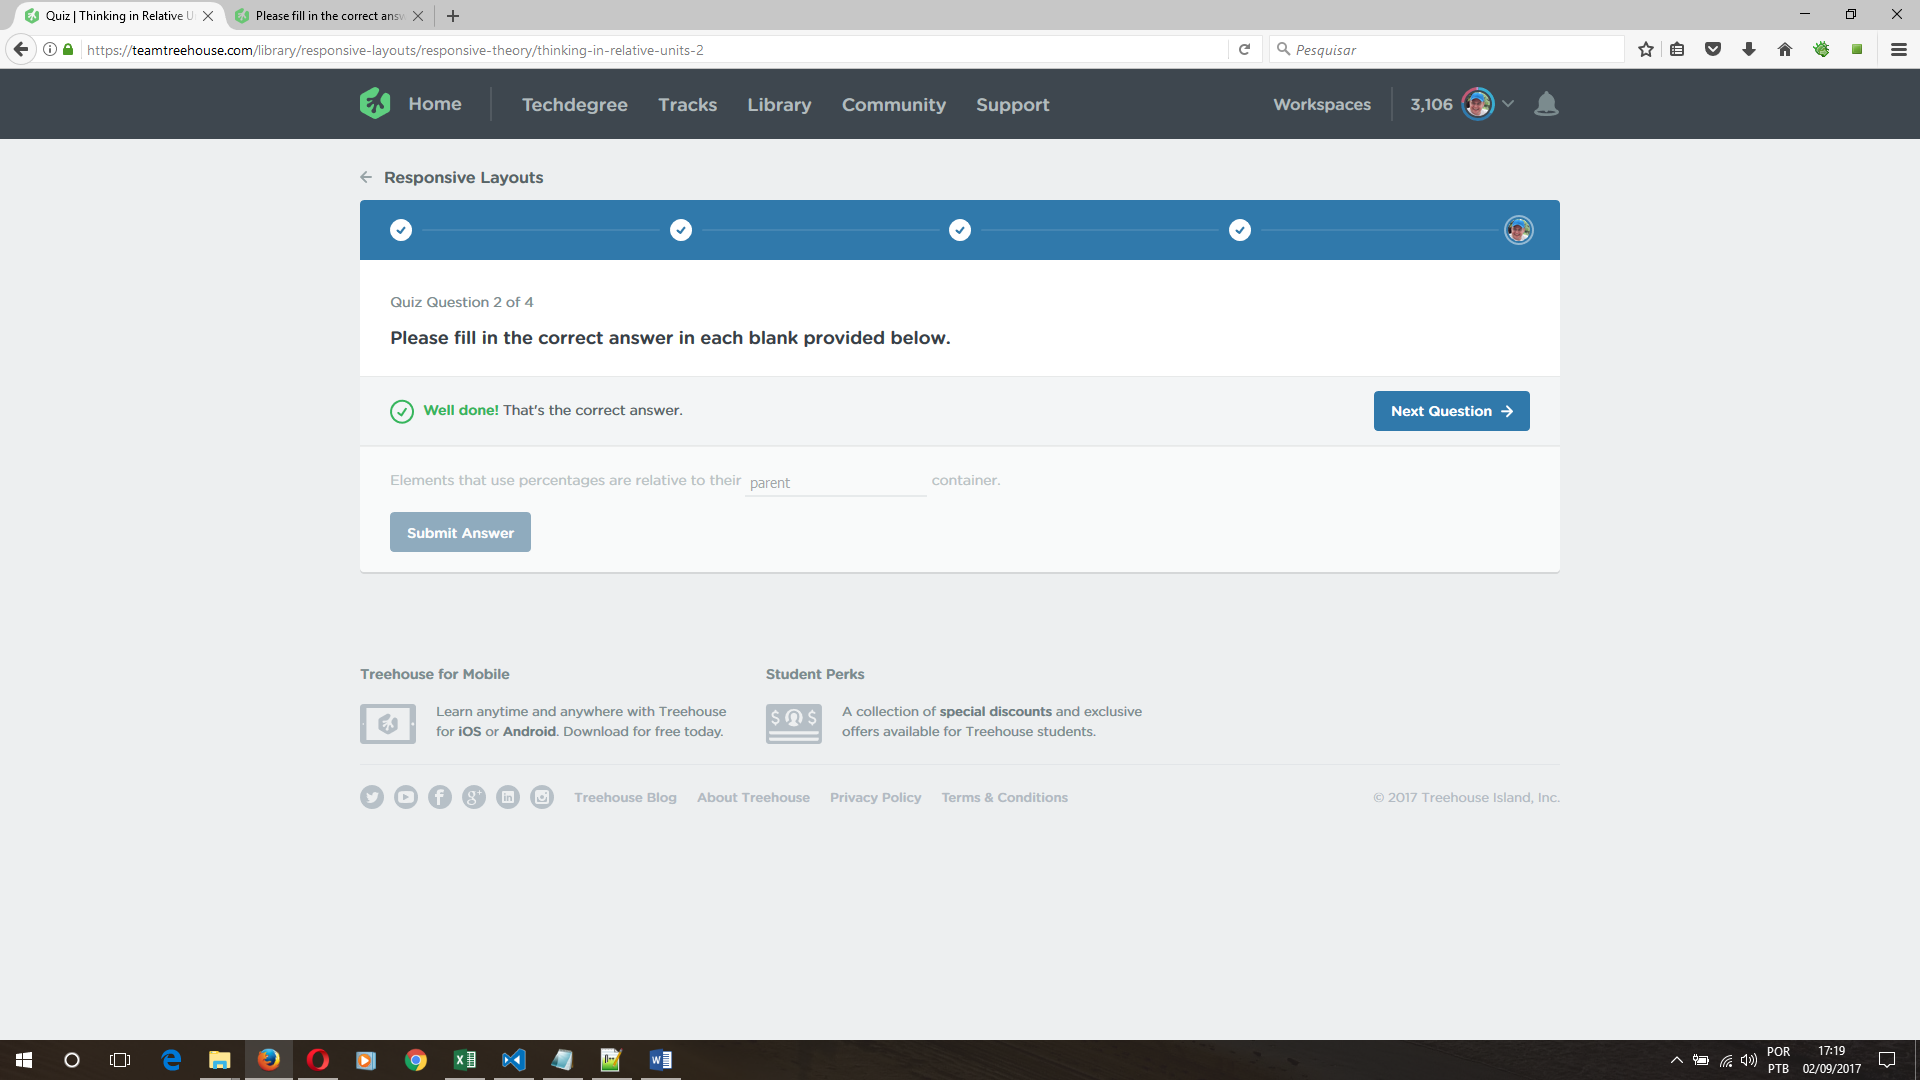 Quiz | Thinking in Relative U
Please fill in the correct answ
https://teamtreehouse.com/library/responsive-layouts/responsive-theory/thinking-in-relative-units-2
Pesquisar
Home
Techdegree
Tracks
Library
Community
Support
Workspaces
3,106
Responsive Layouts
Quiz Question 2 of 4
Please fill in the correct answer in each blank provided below.
Well done! That's the correct answer.
Next Question
Elements that use percentages are relative to their parent container.
Submit Answer
Treehouse for Mobile
Learn anytime and anywhere with Treehouse
for iOS or Android. Download for free today.
Student Perks
A collection of special discounts and exclusive
offers available for Treehouse students.
Treehouse Blog
About Treehouse
Privacy Policy
Terms & Conditions
© 2017 Treehouse Island, Inc.
POR
PTB
17:19
02/09/2017